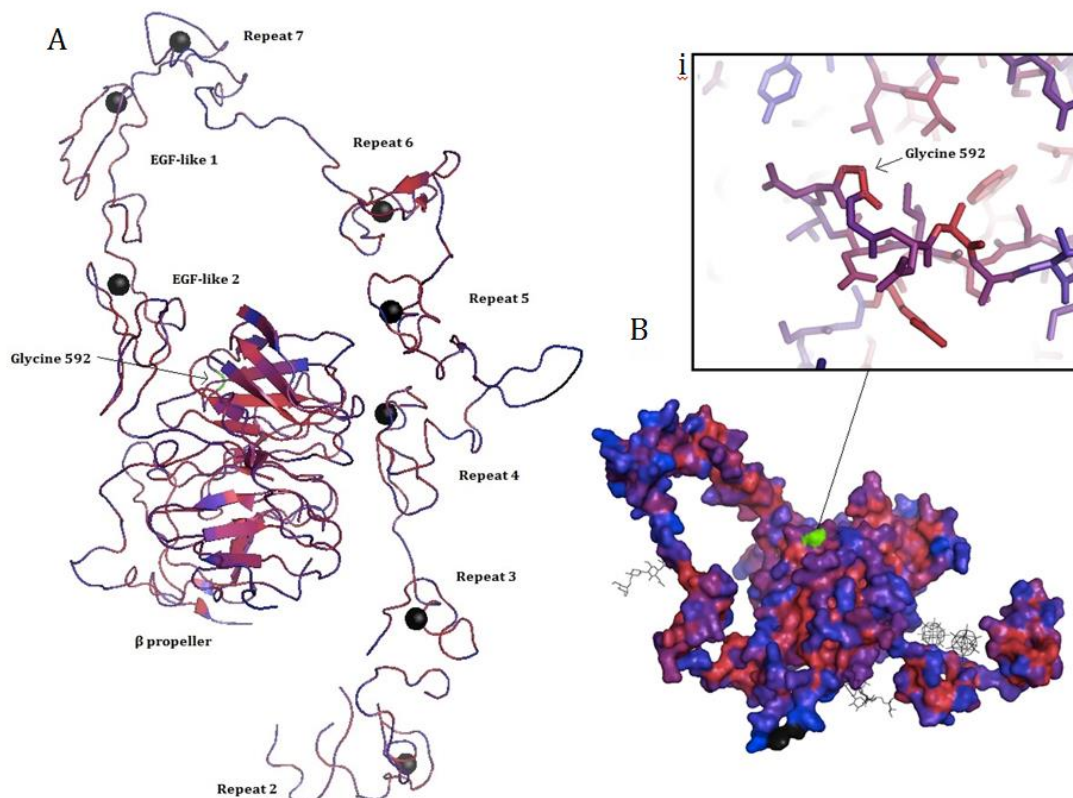 A
Repeat 7
EGF-like 1
Repeat 6
EGF-like 2
Repeat 5
Glycine 592
Repeat 4
Repeat 3
β propeller
Repeat 2
i
Glycine 592
B